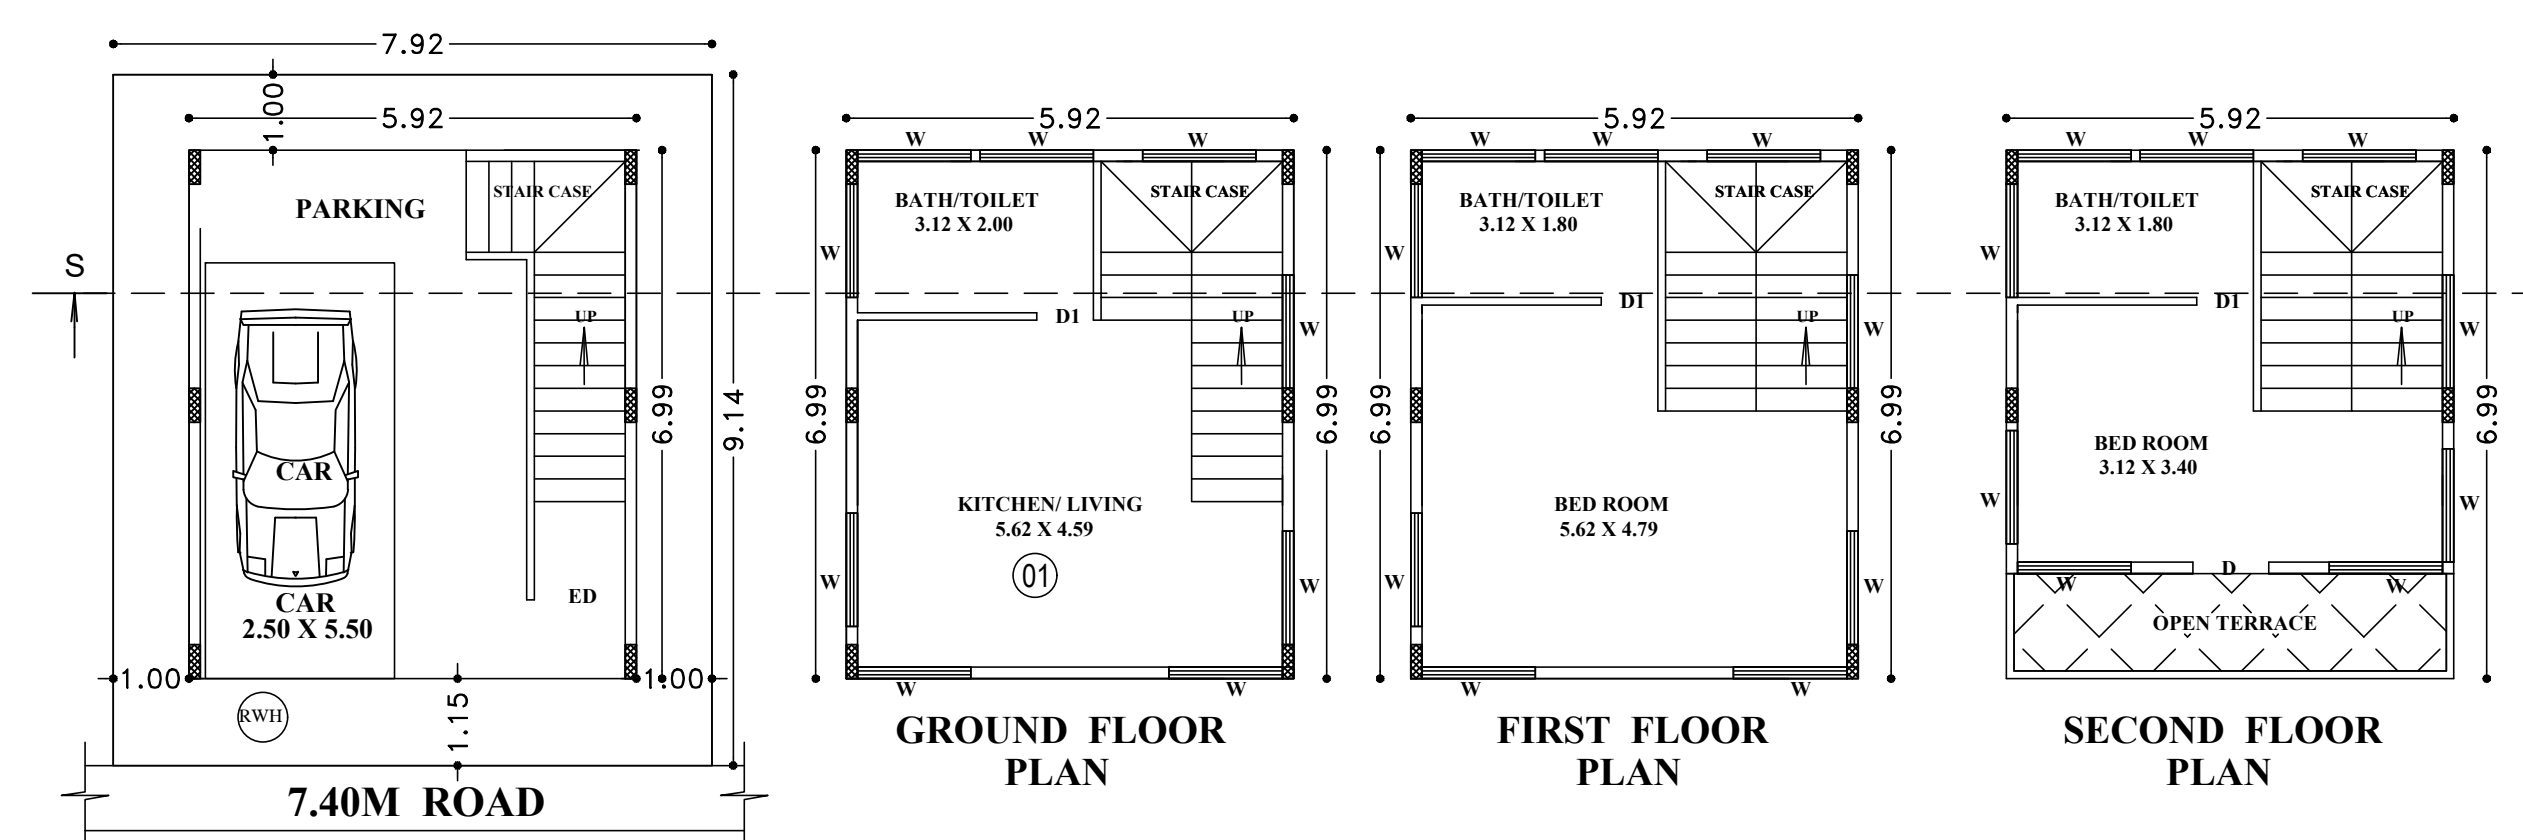 7.92
1.00
5.92
STAIR CASE
PARKING
S
UP
6.99
9.14
CAR
ED
CAR
2.50 X 5.50
1.00
1.00
RWH
1.15
7.40M ROAD
5.92
W
W
W
BATH/TOILET
3.12 X 2.00
STAIR CASE
W
D1
UP
W
6.99
6.99
KITCHEN/ LIVING
5.62 X 4.59
01
W
W
W
W
GROUND FLOOR
PLAN
5.92
W
W
W
BATH/TOILET
3.12 X 1.80
STAIR CASE
W
D1
UP
W
6.99
6.99
BED ROOM
5.62 X 4.79
W
W
W
W
FIRST FLOOR
PLAN
5.92
W
W
W
BATH/TOILET
3.12 X 1.80
STAIR CASE
W
D1
UP
W
6.99
BED ROOM
3.12 X 3.40
W
W
D
W
W
OPEN TERRACE
SECOND FLOOR
PLAN